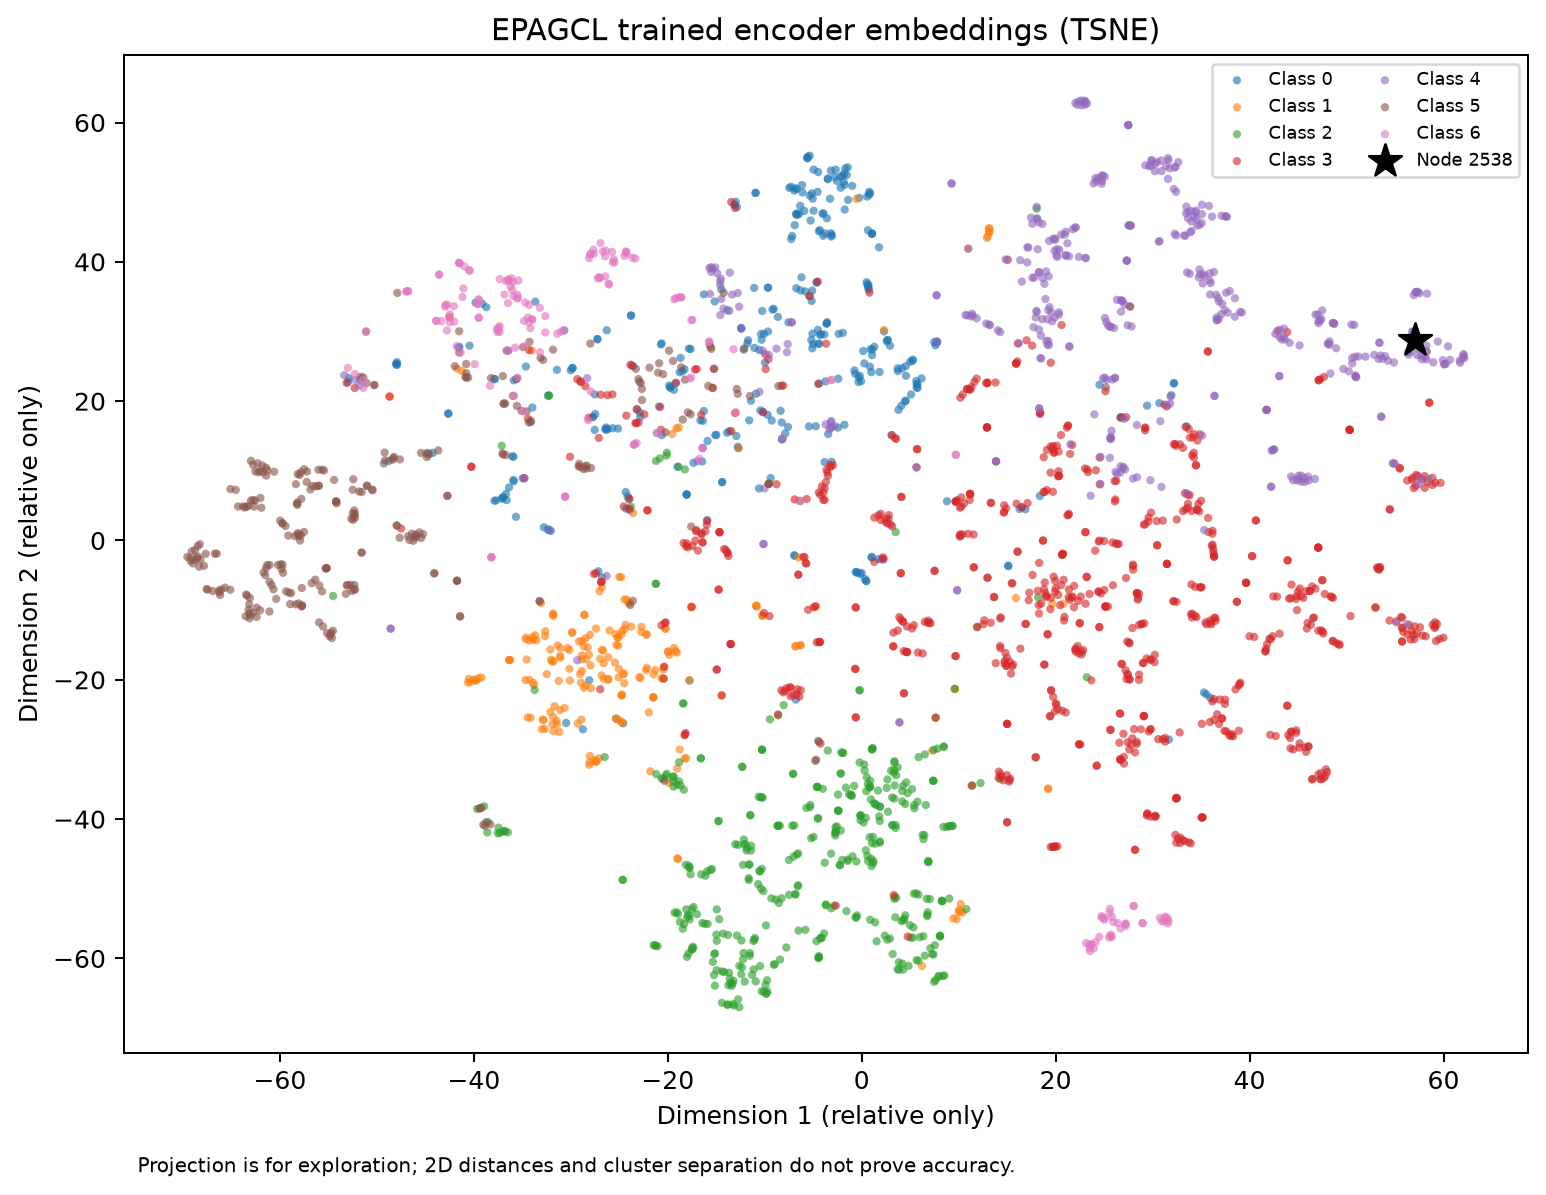 EPAGCL trained encoder embeddings (TSNE)
Class 0
Class 1
Class 2
Class 3
Class 4
Class 5
Class 6
Node 2538
60
40
20
0
−20
−40
−60
Dimension 2 (relative only)
−60
−40
−20
0
20
40
60
Dimension 1 (relative only)
Projection is for exploration; 2D distances and cluster separation do not prove accuracy.